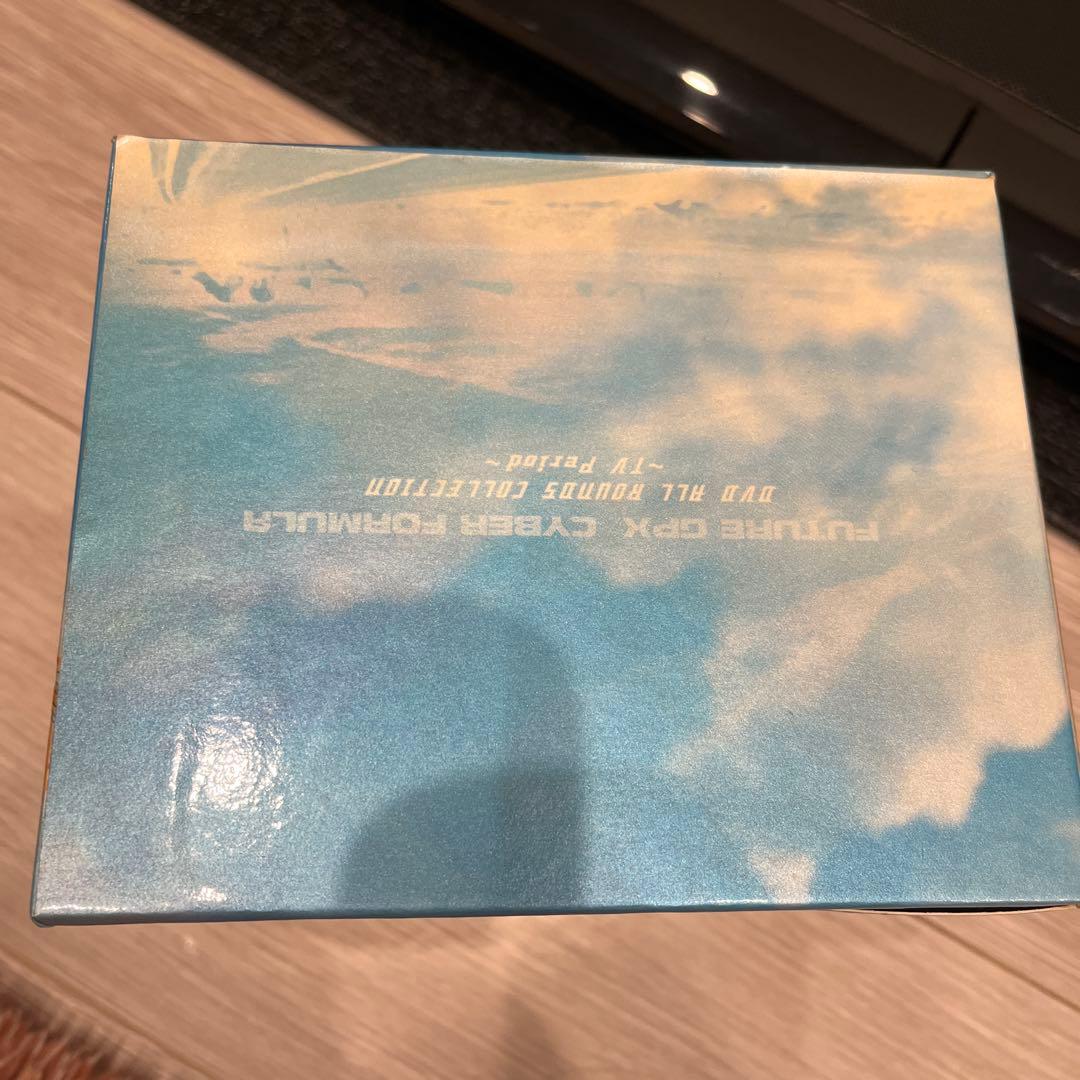 FUTURE GPX CYBER FORMULA
DVD ALL ROUNDS COLLECTION
~TV Period~